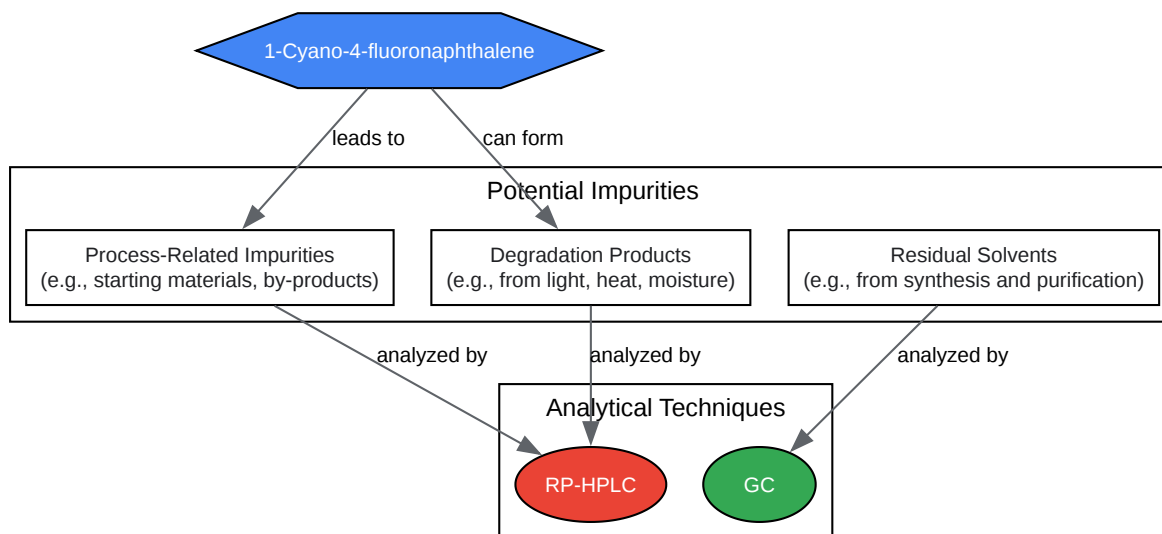 1-Cyano-4-fluoronaphthalene
leads to
can form
Potential Impurities
Process-Related Impurities
(e.g., starting materials, by-products)
Degradation Products
(e.g., from light, heat, moisture)
Residual Solvents
(e.g., from synthesis and purification)
analyzed by
analyzed by
analyzed by
Analytical Techniques
RP-HPLC
GC